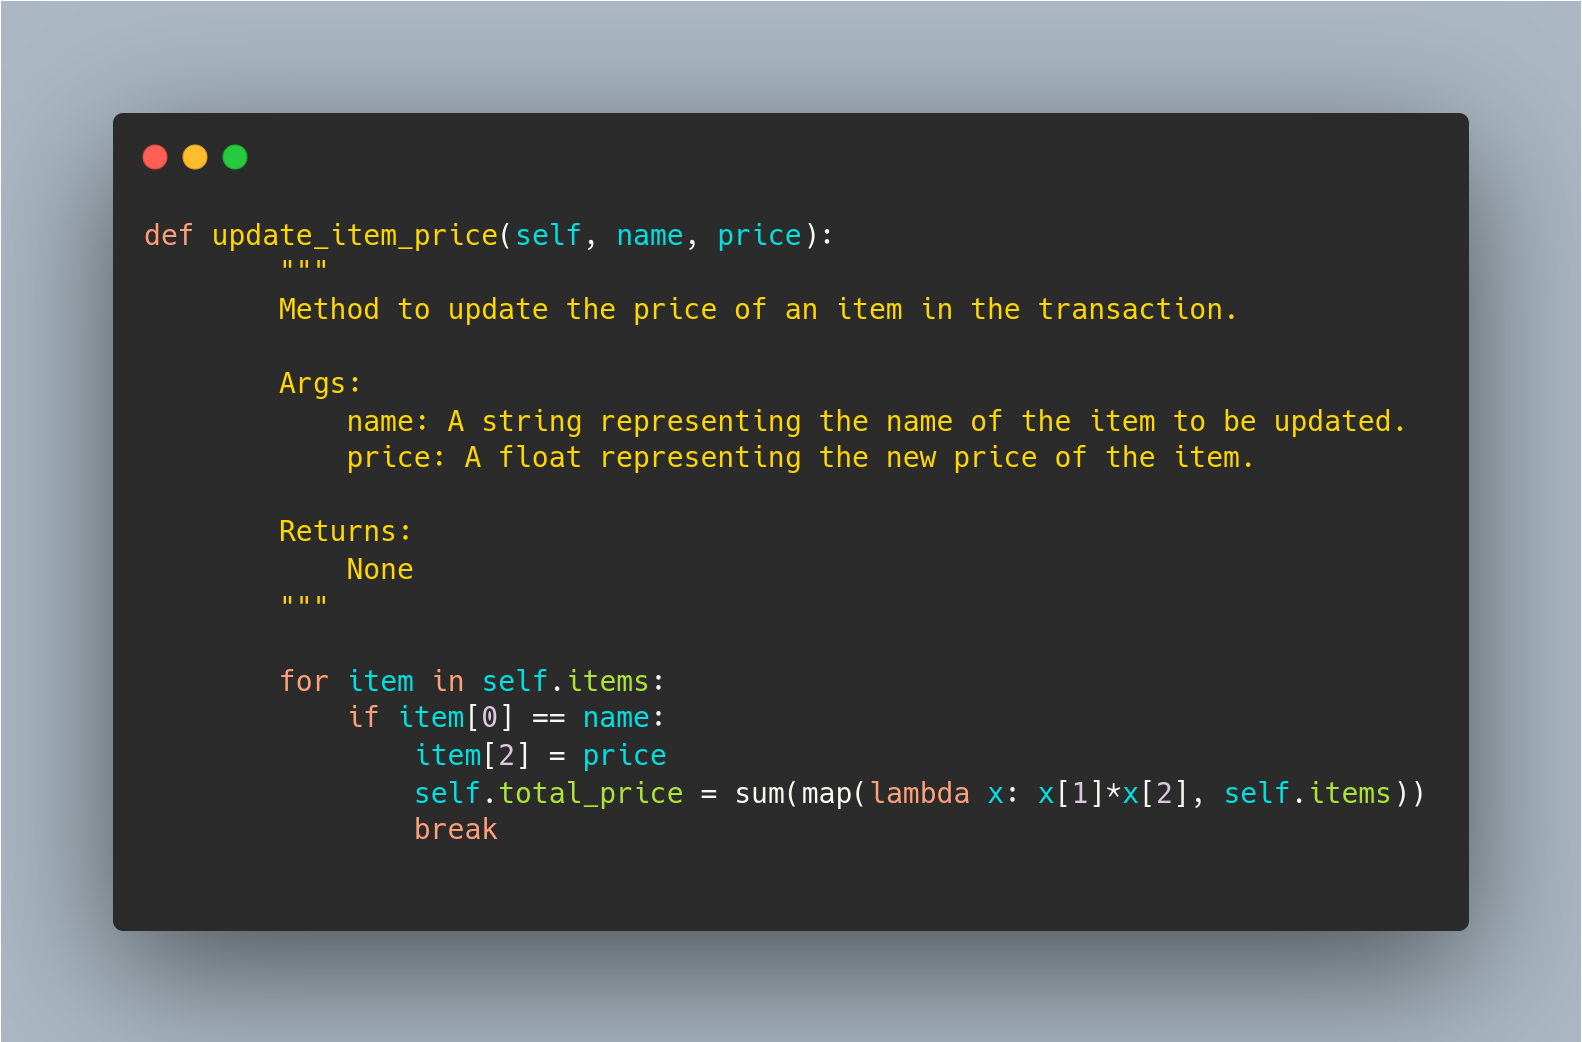 def update_item_price(self, name, price):
        """
        Method to update the price of an item in the transaction.

        Args:
            name: A string representing the name of the item to be updated.
            price: A float representing the new price of the item.

        Returns:
            None
        """

        for item in self.items:
            if item[0] == name:
                item[2] = price
                self.total_price = sum(map(lambda x: x[1]*x[2], self.items))
                break